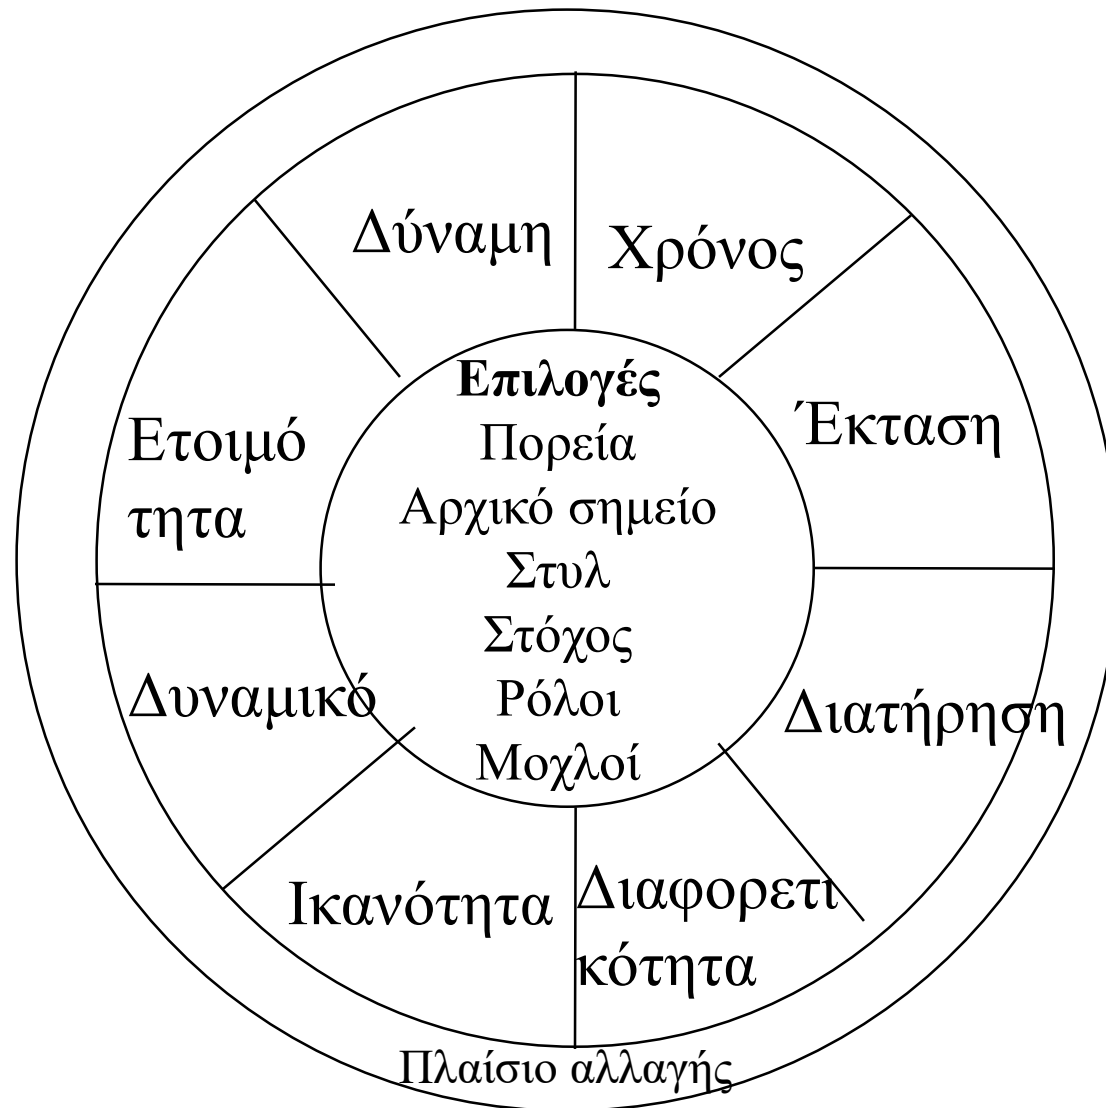 Δύναμη
Χρόνος
Έκταση
Διατήρηση
Διαφορετι
κότητα
Ικανότητα
Δυναμικό
Ετοιμό
τητα
Επιλογές
Πορεία
Αρχικό σημείο
Στυλ
Στόχος
Ρόλοι
Μοχλοί
Πλαίσιο αλλαγής